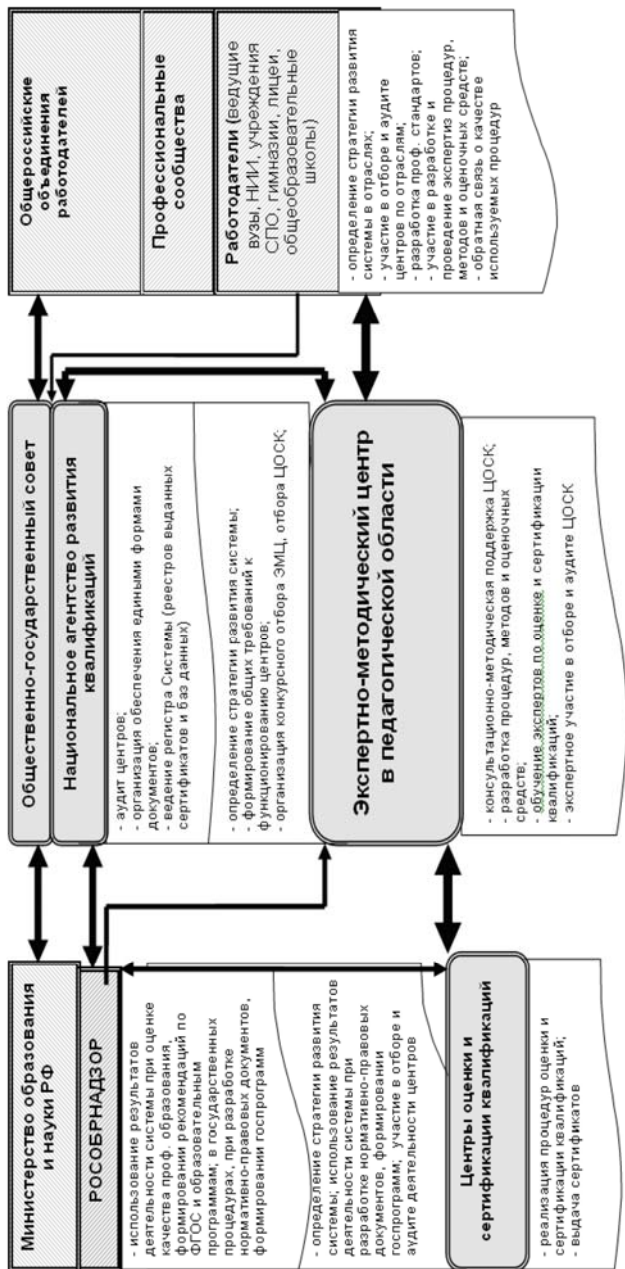 Министерство образования
и науки РФ
РОСОБРНАДЗОР
- использование результатов
деятельности системы при оценке
качества проф. образования,
формировании рекомендаций по
ФГОС и образовательным
программам; в государственных
процедурах, при разработке
нормативно-правовых документов,
формировании госпрограмм
- определение стратегии развития
системы; использование результатов
деятельности системы при
разработке нормативно-правовых
документов, формировании
госпрограмм; участие в отборе и
аудите деятельности центров
Центры оценки и
сертификации квалификаций
- реализация процедур оценки и
сертификации квалификаций;
- выдача сертификатов
Общественно-государственный совет
Национальное агентство развития
квалификаций
- аудит центров;
- организация обеспечения едиными формами
документов;
- ведение регистра Системы (реестров выданных
сертификатов и баз данных)
- определение стратегии развития системы;
- формирование общих требований к
функционированию центров;
- организация конкурсного отбора ЭМЦ, отбора ЦОСК;
Экспертно-методический центр
в педагогической области
- консультационно-методическая поддержка ЦОСК;
- разработка процедур, методов и оценочных
средств;
- обучение экспертов по оценке и сертификации
квалификаций;
- экспертное участие в отборе и аудите ЦОСК
Общероссийские
объединения
работодателей
Профессиональные
сообщества
Работодатели (ведущие
вузы, НИИ, учреждения
СПО, гимназии, лицеи,
общеобразовательные
школы)
- определение стратегии развития
системы в отраслях;
- участие в отборе и аудите
центров по отраслям;
- разработка проф. стандартов;
- участие в разработке и
проведение экспертиз процедур,
методов и оценочных средств;
- обратная связь о качестве
используемых процедур